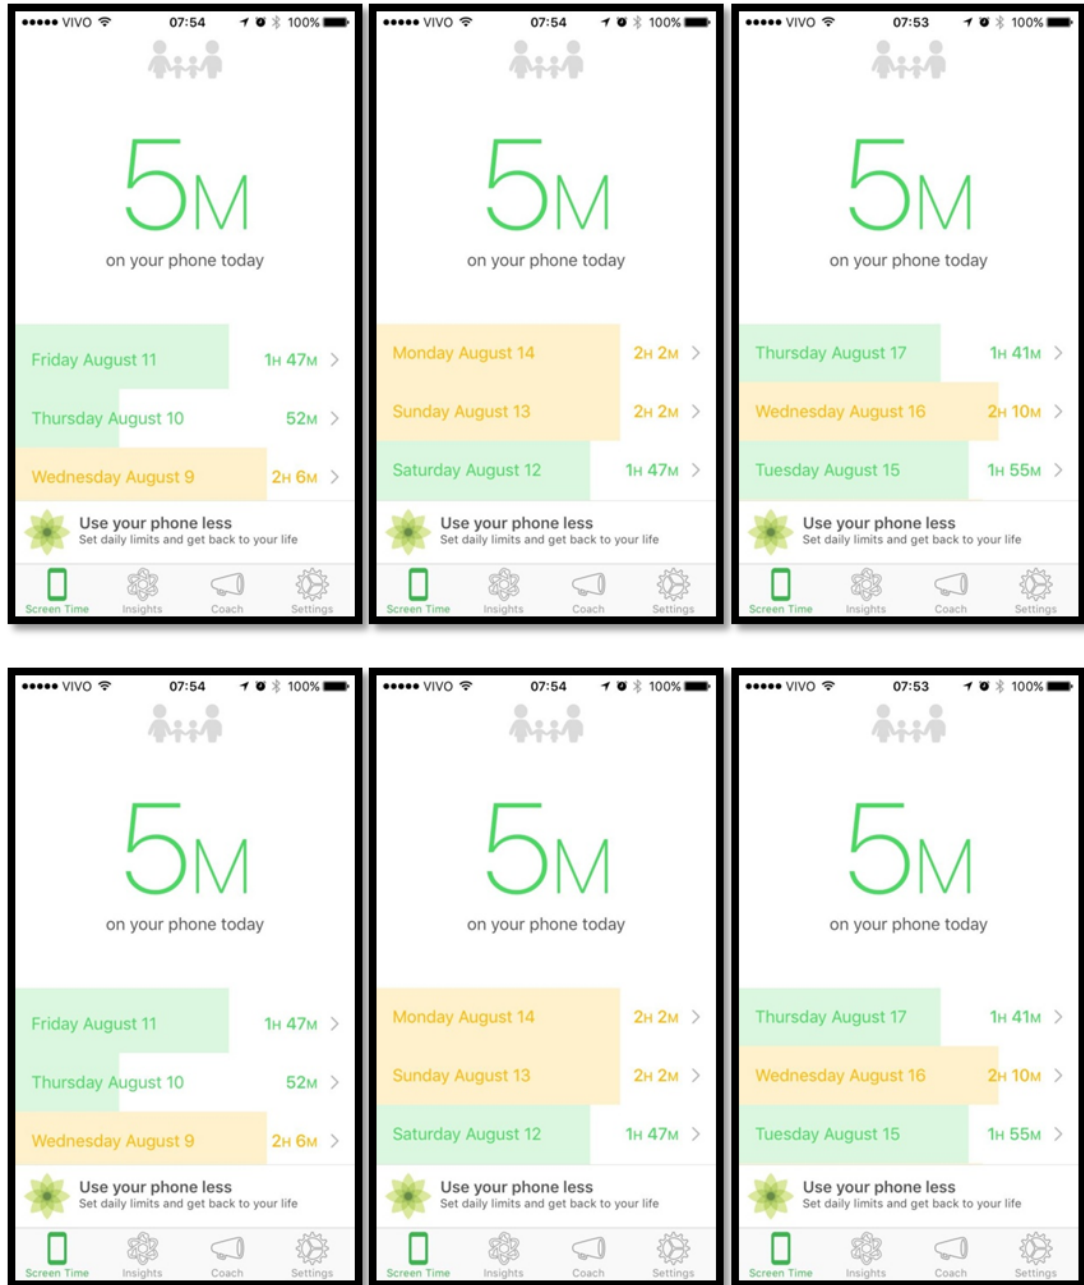 VIVO 07:54 100%
5M
on your phone today
Friday August 11 1H 47M
Thursday August 10 52M
Wednesday August 9 2H 6M
Use your phone less
Set daily limits and get back to your life
Screen Time Insights Coach Settings
VIVO 07:54 100%
5M
on your phone today
Monday August 14 2H 2M
Sunday August 13 2H 2M
Saturday August 12 1H 47M
Use your phone less
Set daily limits and get back to your life
Screen Time Insights Coach Settings
VIVO 07:53 100%
5M
on your phone today
Thursday August 17 1H 41M
Wednesday August 16 2H 10M
Tuesday August 15 1H 55M
Use your phone less
Set daily limits and get back to your life
Screen Time Insights Coach Settings
VIVO 07:54 100%
5M
on your phone today
Friday August 11 1H 47M
Thursday August 10 52M
Wednesday August 9 2H 6M
Use your phone less
Set daily limits and get back to your life
Screen Time Insights Coach Settings
VIVO 07:54 100%
5M
on your phone today
Monday August 14 2H 2M
Sunday August 13 2H 2M
Saturday August 12 1H 47M
Use your phone less
Set daily limits and get back to your life
Screen Time Insights Coach Settings
VIVO 07:53 100%
5M
on your phone today
Thursday August 17 1H 41M
Wednesday August 16 2H 10M
Tuesday August 15 1H 55M
Use your phone less
Set daily limits and get back to your life
Screen Time Insights Coach Settings